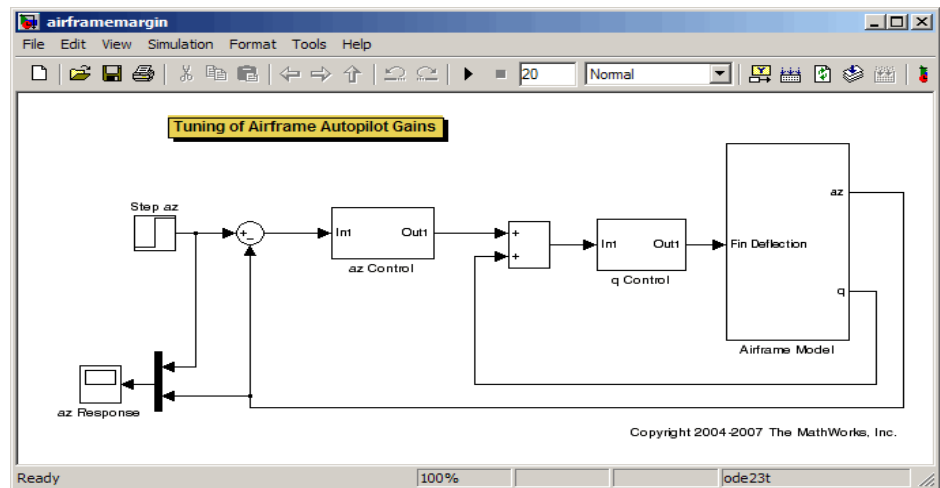 airframemargin
File Edit View Simulation Format Tools Help
20 Normal
Tuning of Airframe Autopilot Gains
Step az
+
-
In1 Out1
az Control
+
+
In1 Out1
q Control
az
Fin Deflection
q
Airframe Model
az Response
Copyright 2004-2007 The MathWorks, Inc.
Ready 100% ode23t